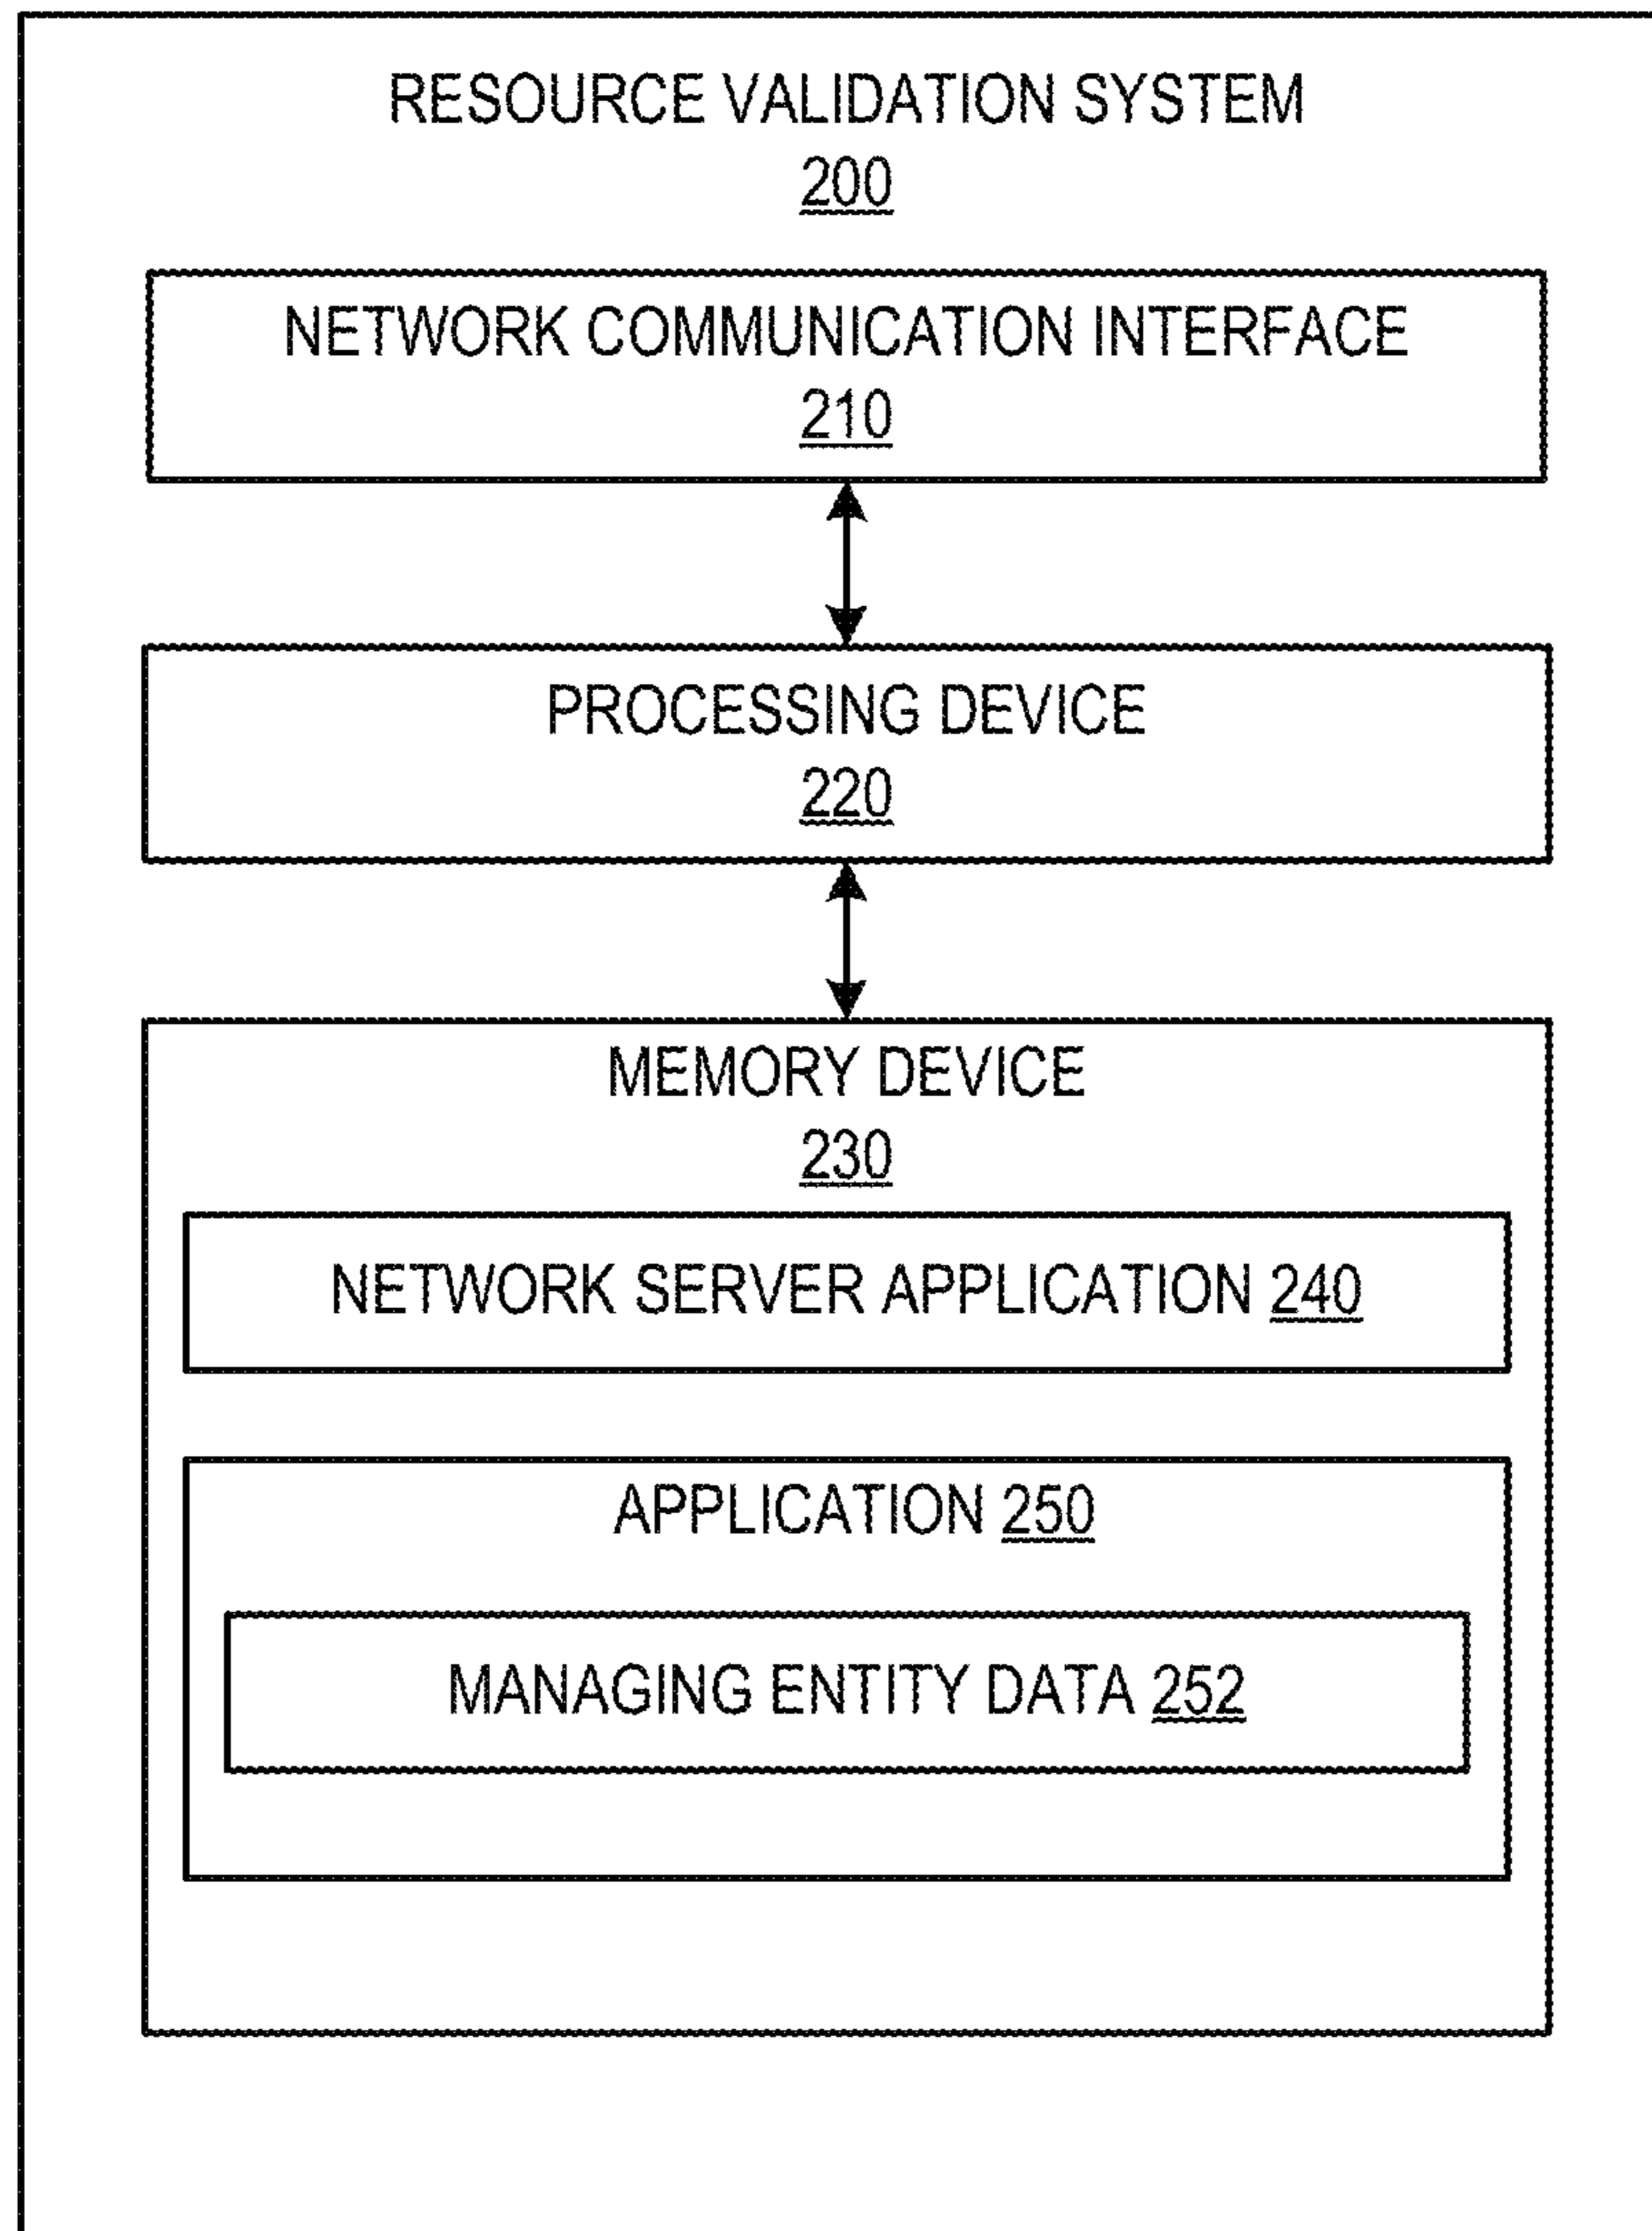 RESOURCE VALIDATION SYSTEM
200
NETWORK COMMUNICATION INTERFACE
210
PROCESSING DEVICE
220
MEMORY DEVICE
230
NETWORK SERVER APPLICATION 240
APPLICATION 250
MANAGING ENTITY DATA 252